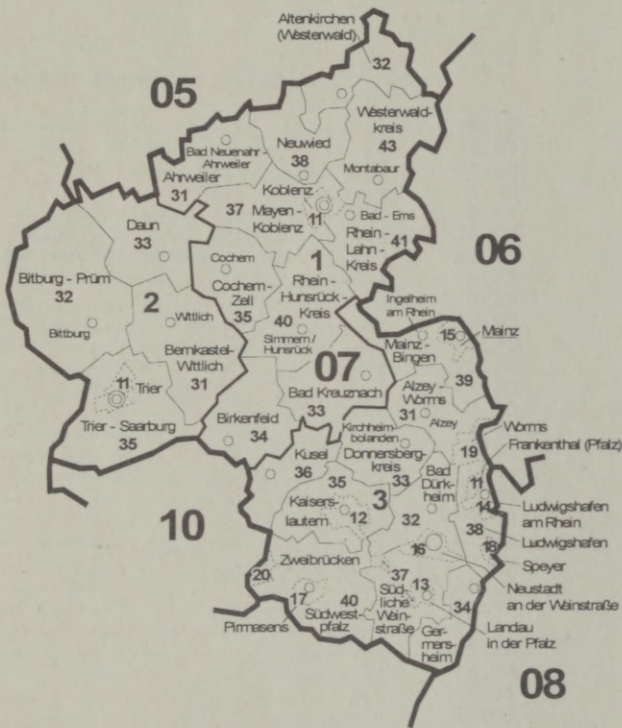 Altenkirchen
(Westerwald)
32
05
Westerwald-
kreis
43
Neuwied
38
Bad Neuenahr-
Ahrweiler
Ahrweiler
31
Montabaur
Koblenz
37
Mayen-
Koblenz
11
Bad - Ems
Rhein -
Lahn -
Kreis
41
Daun
33
Cochem
Cochem-
Zell
35
1
Rhein-
Hunsrück -
Kreis
40
Simmern /
Hunsrück
06
Bitburg - Prüm
32
Bittburg
2
Wittlich
Bernkastel-
Wittlich
31
Ingelheim
am Rhein
15
Mainz
Mainz -
Bingen
39
07
11
Trier
Trier - Saarburg
35
Bad Kreuznach
33
Alzey -
Worms
31
Alzey
Birkenfeld
34
Kirchheim-
bolanden
Donnersberg-
kreis
33
Worms
19
Frankenthal (Pfalz)
Kusel
36
35
3
Bad
Dürk-
heim
11
14
Ludwigshafen
am Rhein
10
Kaisers-
lautern
12
32
38
Ludwigshafen
18
Speyer
16
Zweibrücken
20
Neustadt
an der Weinstraße
37
13
Süd-
liche
Wein-
straße
34
17
Pirmasens
40
Südwest-
pfalz
Landau
in der Pfalz
Ger-
mers-
heim
08